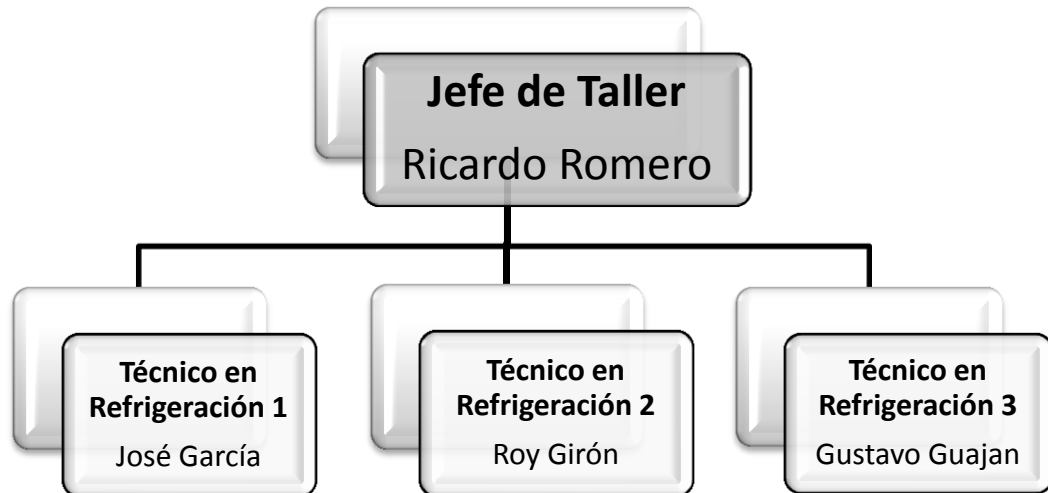 Jefe de Taller
Ricardo Romero
Técnico en
Refrigeración 1
José García
Técnico en
Refrigeración 2
Roy Girón
Técnico en
Refrigeración 3
Gustavo Guajan